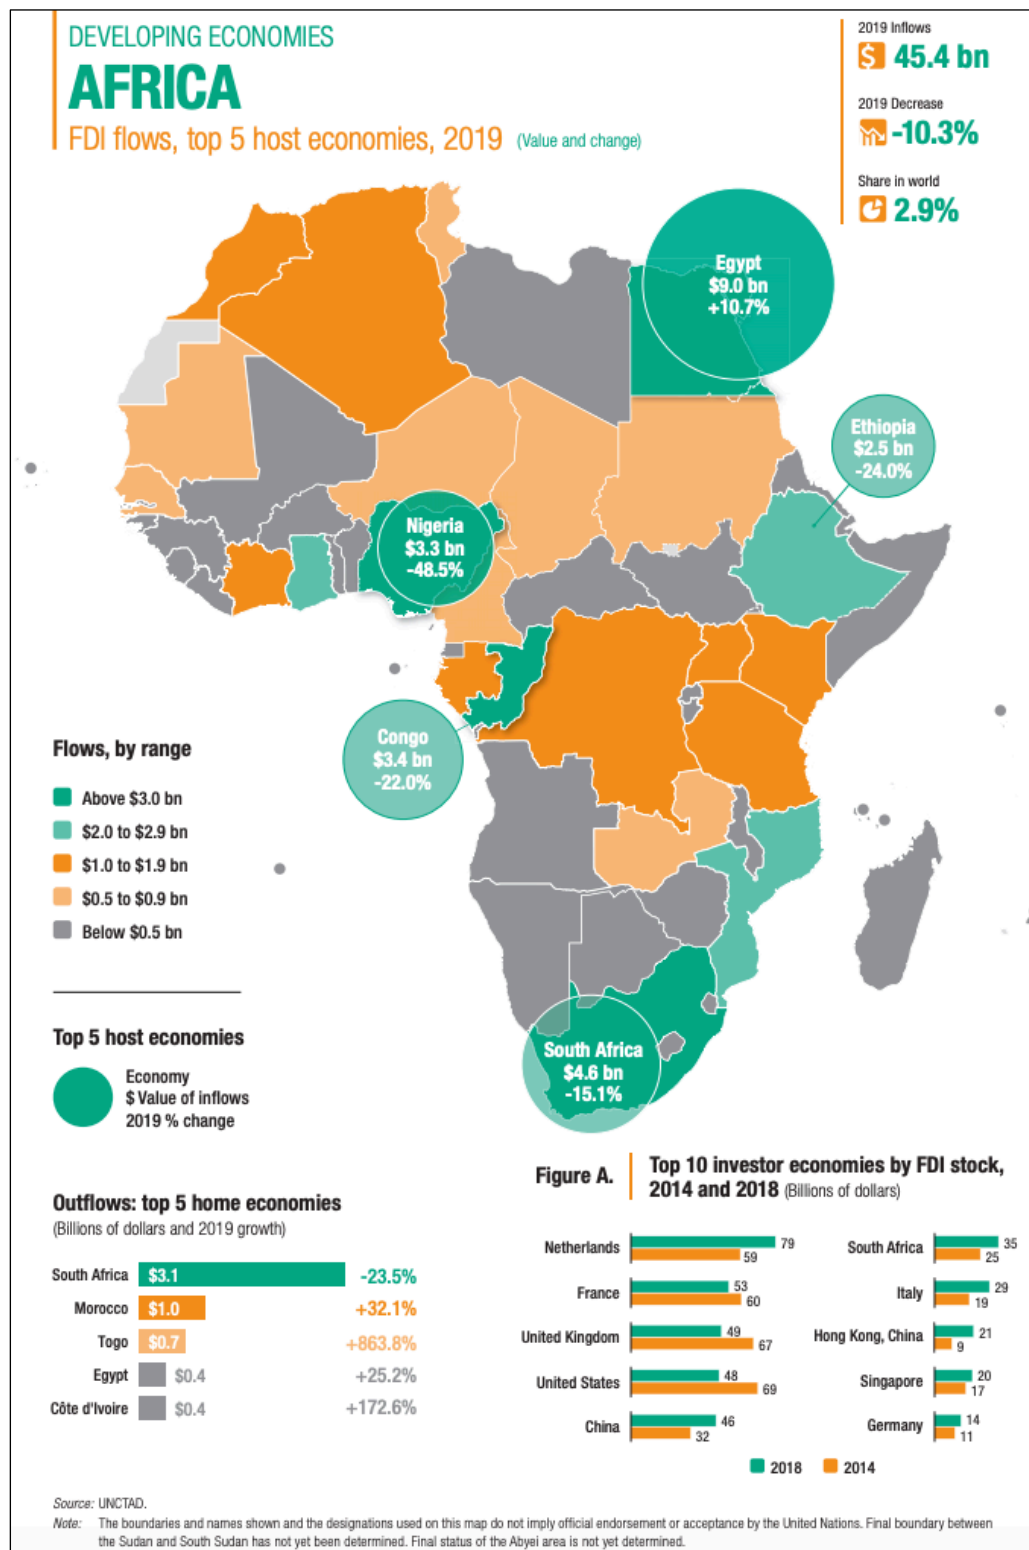 DEVELOPING ECONOMIES
AFRICA
FDI flows, top 5 host economies, 2019 (Value and change)
2019 Inflows
$ 45.4 bn
2019 Decrease
-10.3%
Share in world
2.9%
Egypt
$9.0 bn
+10.7%
Ethiopia
$2.5 bn
-24.0%
Nigeria
$3.3 bn
-48.5%
Congo
$3.4 bn
-22.0%
South Africa
$4.6 bn
-15.1%
Flows, by range
Above $3.0 bn
$2.0 to $2.9 bn
$1.0 to $1.9 bn
$0.5 to $0.9 bn
Below $0.5 bn
Top 5 host economies
Economy
$ Value of inflows
2019 % change
Outflows: top 5 home economies
(Billions of dollars and 2019 growth)
South Africa $3.1 -23.5%
Morocco $1.0 +32.1%
Togo $0.7 +863.8%
Egypt $0.4 +25.2%
Côte d'Ivoire $0.4 +172.6%
Figure A.
Top 10 investor economies by FDI stock,
2014 and 2018 (Billions of dollars)
Netherlands 79
59
France 53
60
United Kingdom 49
67
United States 48
69
China 46
32
South Africa 35
25
Italy 29
19
Hong Kong, China 21
9
Singapore 20
17
Germany 14
11
2018 2014
Source: UNCTAD.
Note: The boundaries and names shown and the designations used on this map do not imply official endorsement or acceptance by the United Nations. Final boundary between
the Sudan and South Sudan has not yet been determined. Final status of the Abyei area is not yet determined.